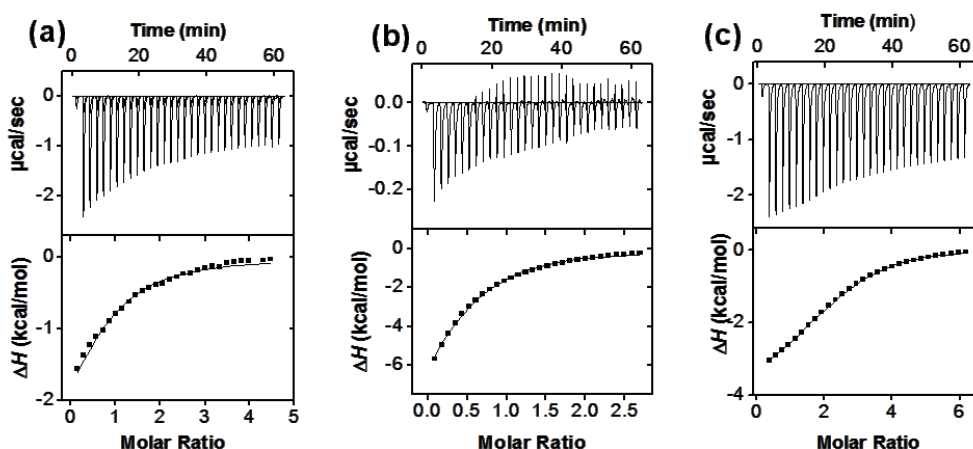 (a)
Time (min)
0 20 40 60
0
-1
-2
µcal/sec
0
-1
-2
ΔH (kcal/mol)
0 1 2 3 4 5
Molar Ratio
(b)
Time (min)
0 20 40 60
0.0
-0.1
-0.2
µcal/sec
0
-2
-4
-6
ΔH (kcal/mol)
0.0 0.5 1.0 1.5 2.0 2.5
Molar Ratio
(c)
Time (min)
0 20 40 60
0
-1
-2
µcal/sec
0
-2
-4
ΔH (kcal/mol)
0 2 4 6
Molar Ratio